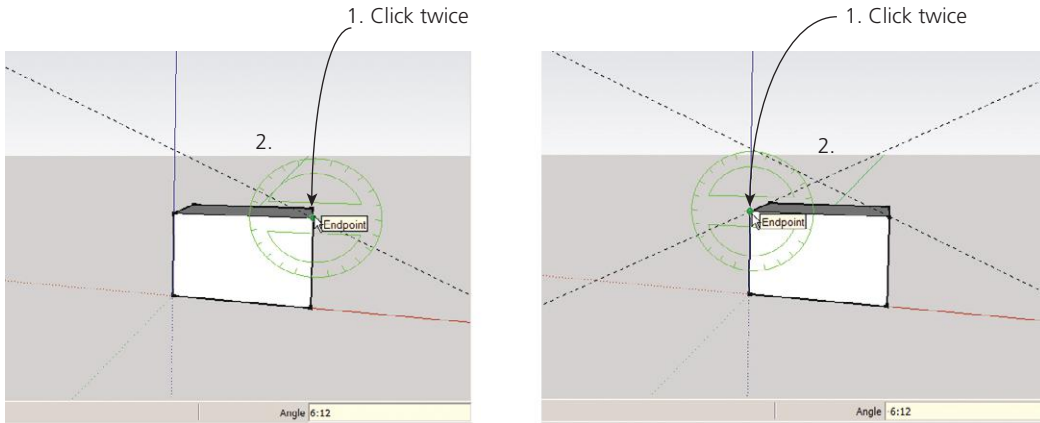 1. Click twice
2.
Endpoint
Angle 6:12
1. Click twice
2.
Endpoint
Angle -6:12